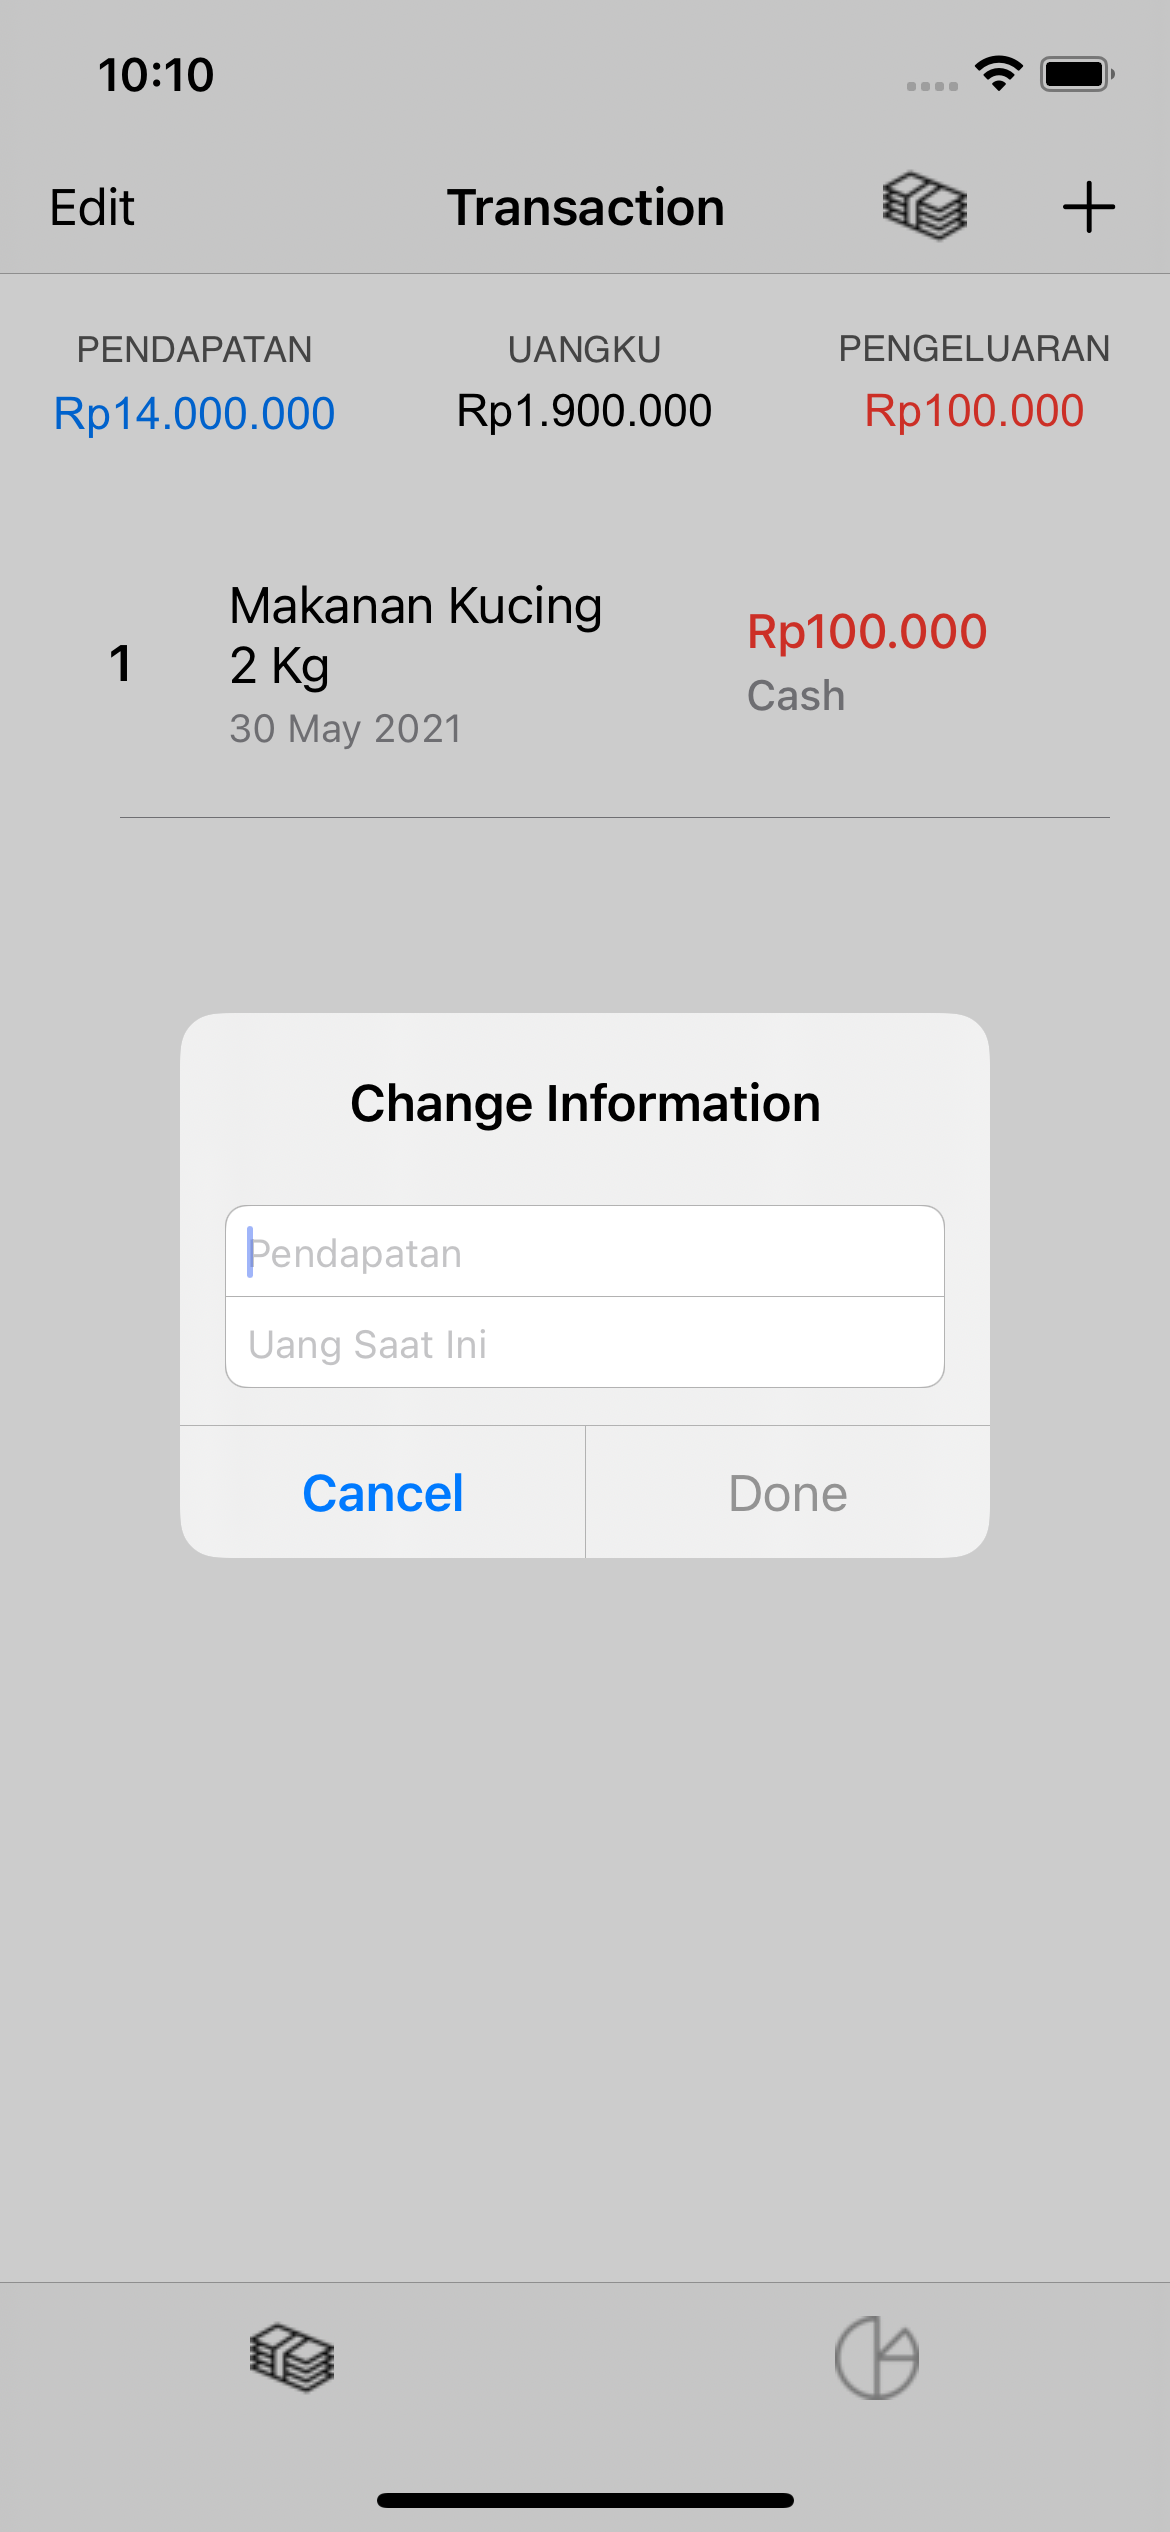 10:10
Edit
Transaction
PENDAPATAN
UANGKU
PENGELUARAN
Rp14.000.000
Rp1.900.000
Rp100.000
1
Makanan Kucing
2 Kg
30 May 2021
Rp100.000
Cash
Change Information
Pendapatan
Uang Saat Ini
Cancel
Done